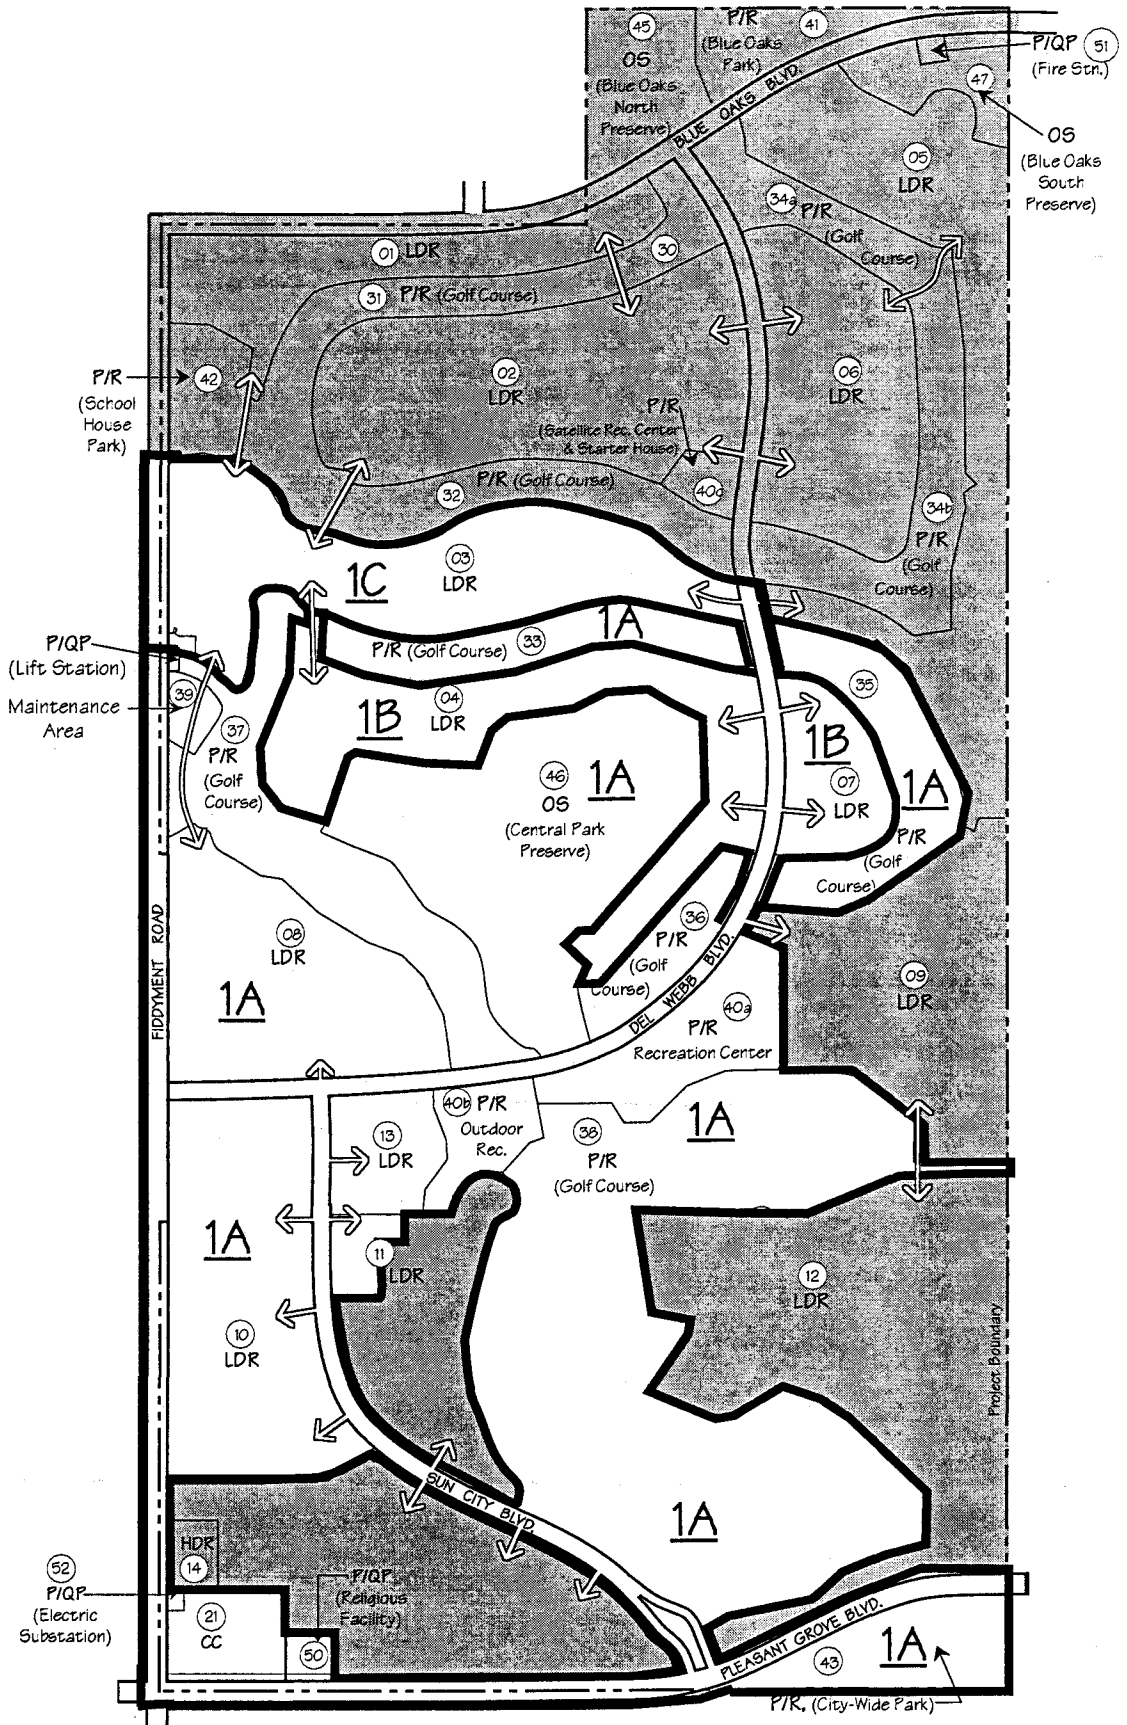 45
OS
(Blue Oaks
North
Preserve)
P/R
(Blue Oaks
Park)
41
BLUE OAKS BLVD.
P/QP 51
(Fire Stn.)
47
OS
(Blue Oaks
South
Preserve)
05
LDR
34a P/R
(Golf
Course)
01 LDR
30
31 P/R (Golf Course)
P/R
(School
House
Park)
42
02
LDR
06
LDR
P/R
(Satellite Rec. Center
& Starter House)
40c
P/R (Golf Course)
32
34b
P/R
(Golf
Course)
03
LDR
1C
1A
P/R (Golf Course) 33
P/QP
(Lift Station)
39
Maintenance
Area
37
P/R
(Golf
Course)
04
LDR
1B
35
1B
07
LDR
1A
P/R
(Golf
Course)
46
OS
1A
(Central Park
Preserve)
36
P/R
(Golf
Course)
DEL WEBB BLVD.
08
LDR
1A
FIDDYMENT ROAD
09
LDR
40a
P/R
Recreation Center
40b P/R
Outdoor
Rec.
13
LDR
38
P/R
(Golf Course)
1A
1A
11
LDR
12
LDR
10
LDR
Project Boundary
SUN CITY BLVD.
1A
HDR
14
52
P/QP
(Electric
Substation)
21
CC
P/QP
(Religious
Facility)
50
PLEASANT GROVE BLVD.
43
1A
P/R, (City-Wide Park)